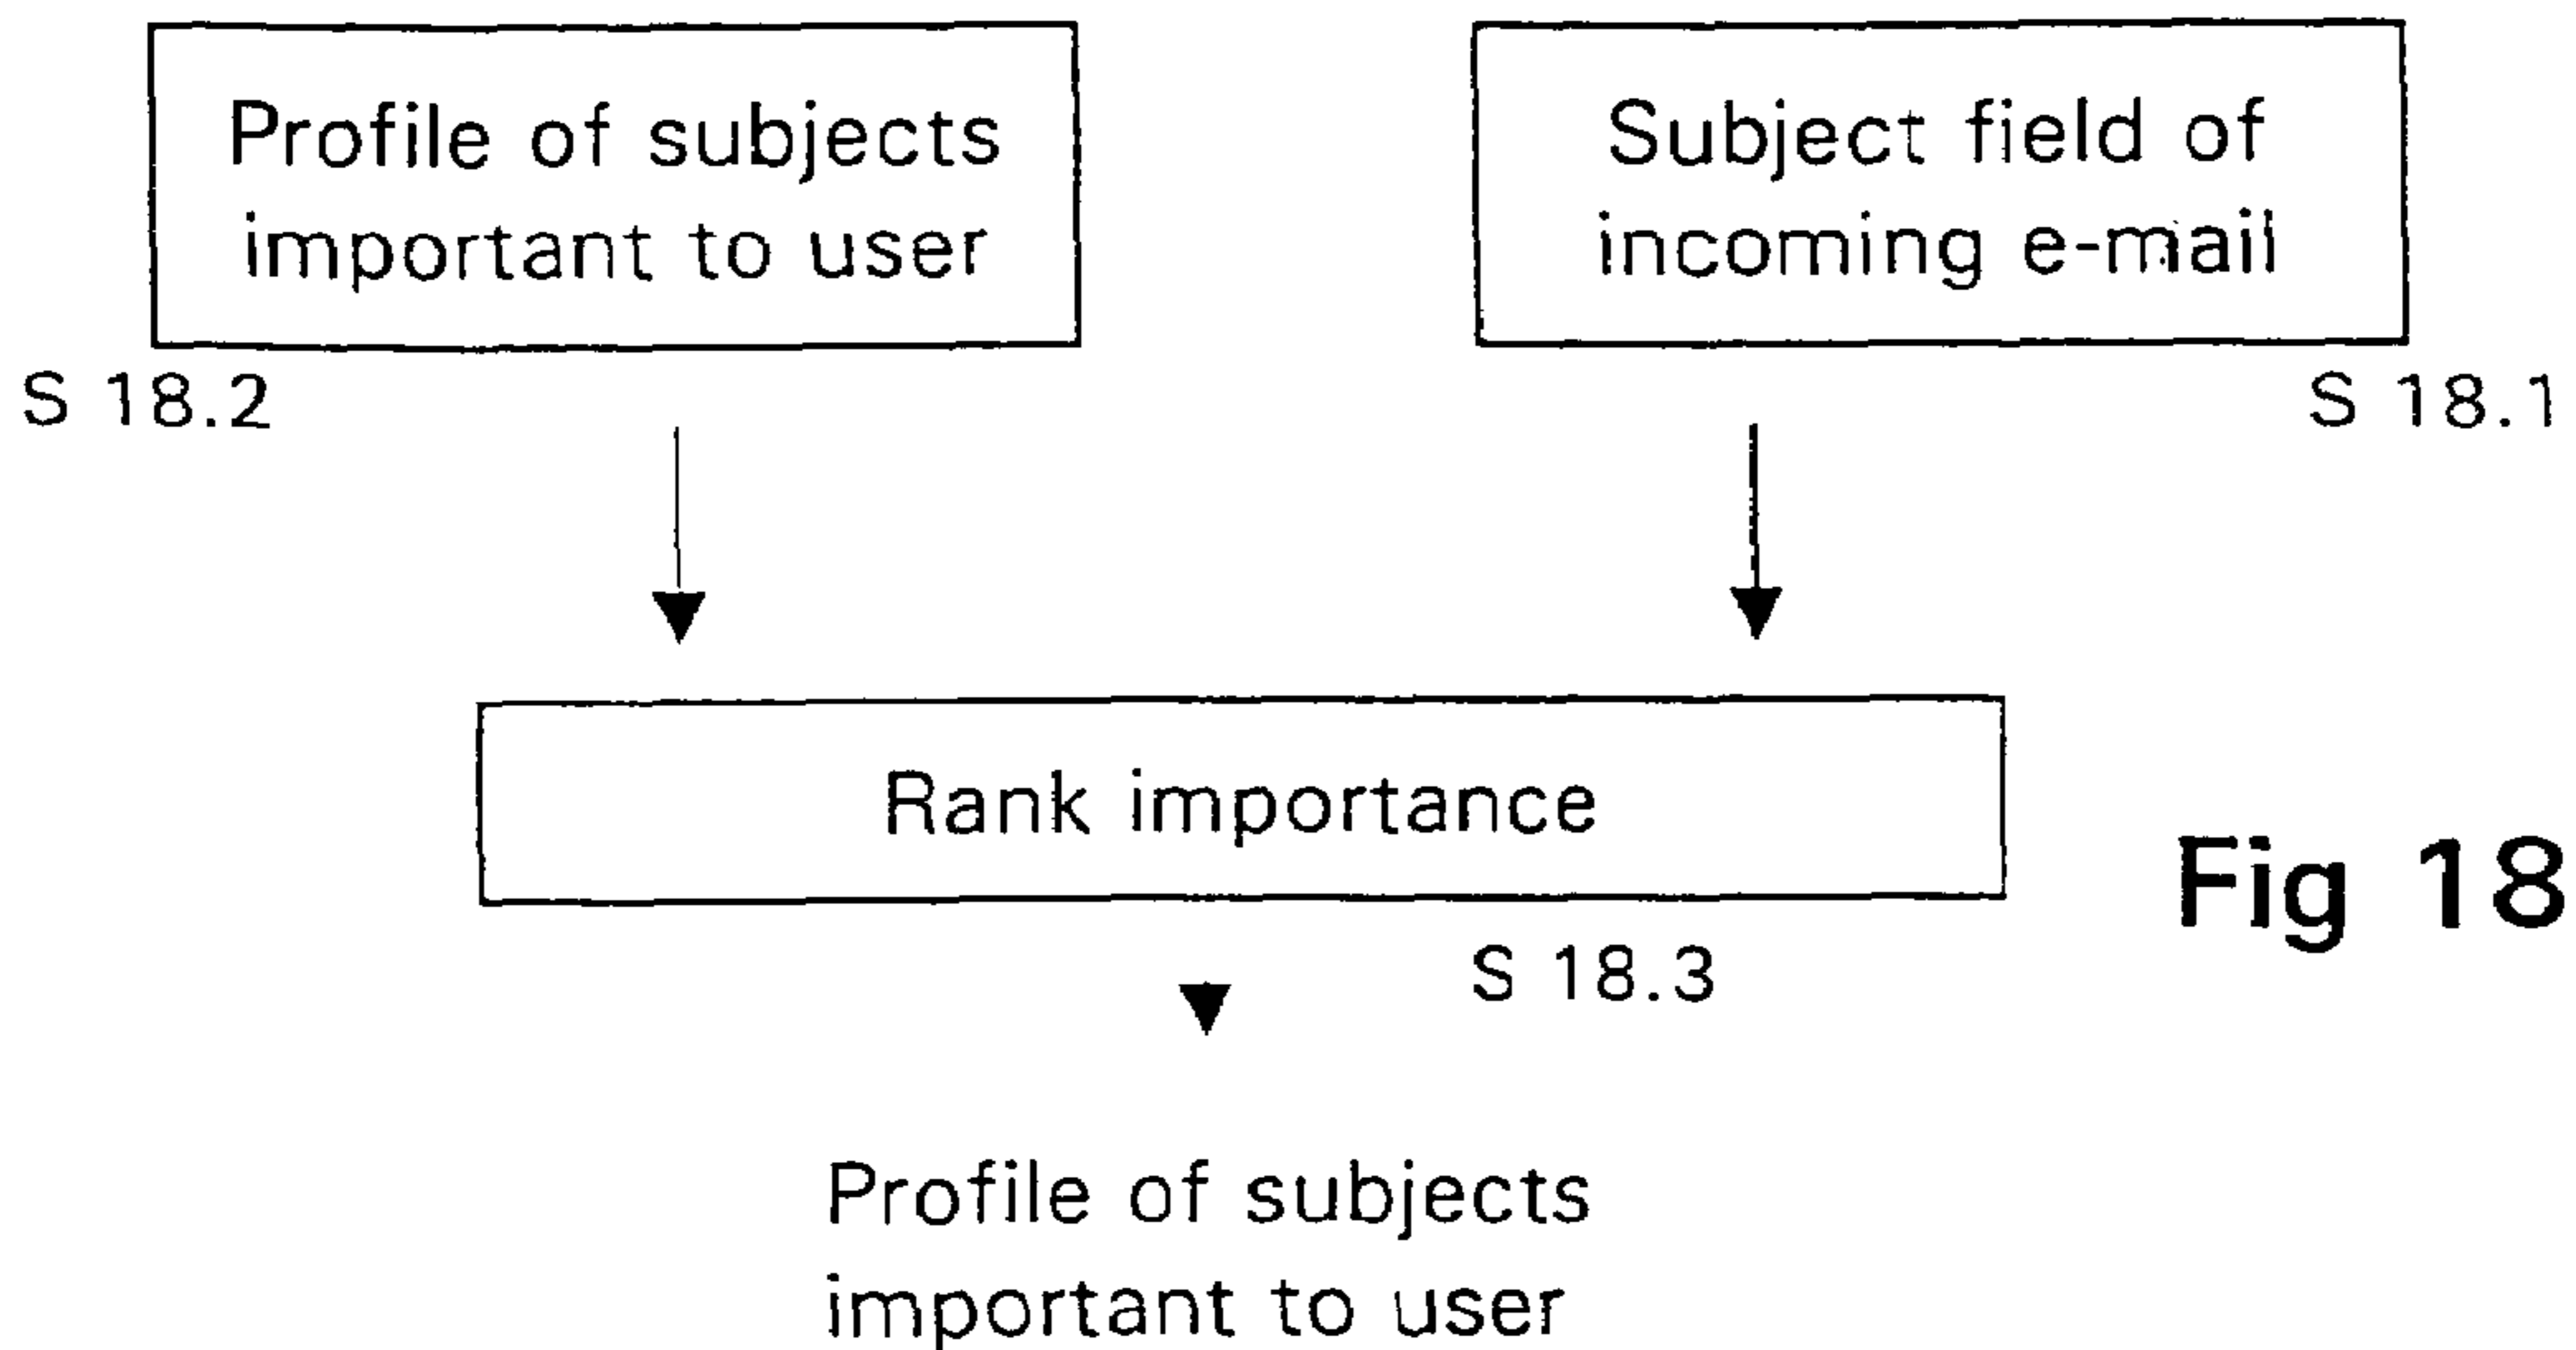 Profile of subjects
important to user
S 18.2
Subject field of
incoming e-mail
S 18.1
Rank importance
S 18.3
Fig 18
Profile of subjects
important to user